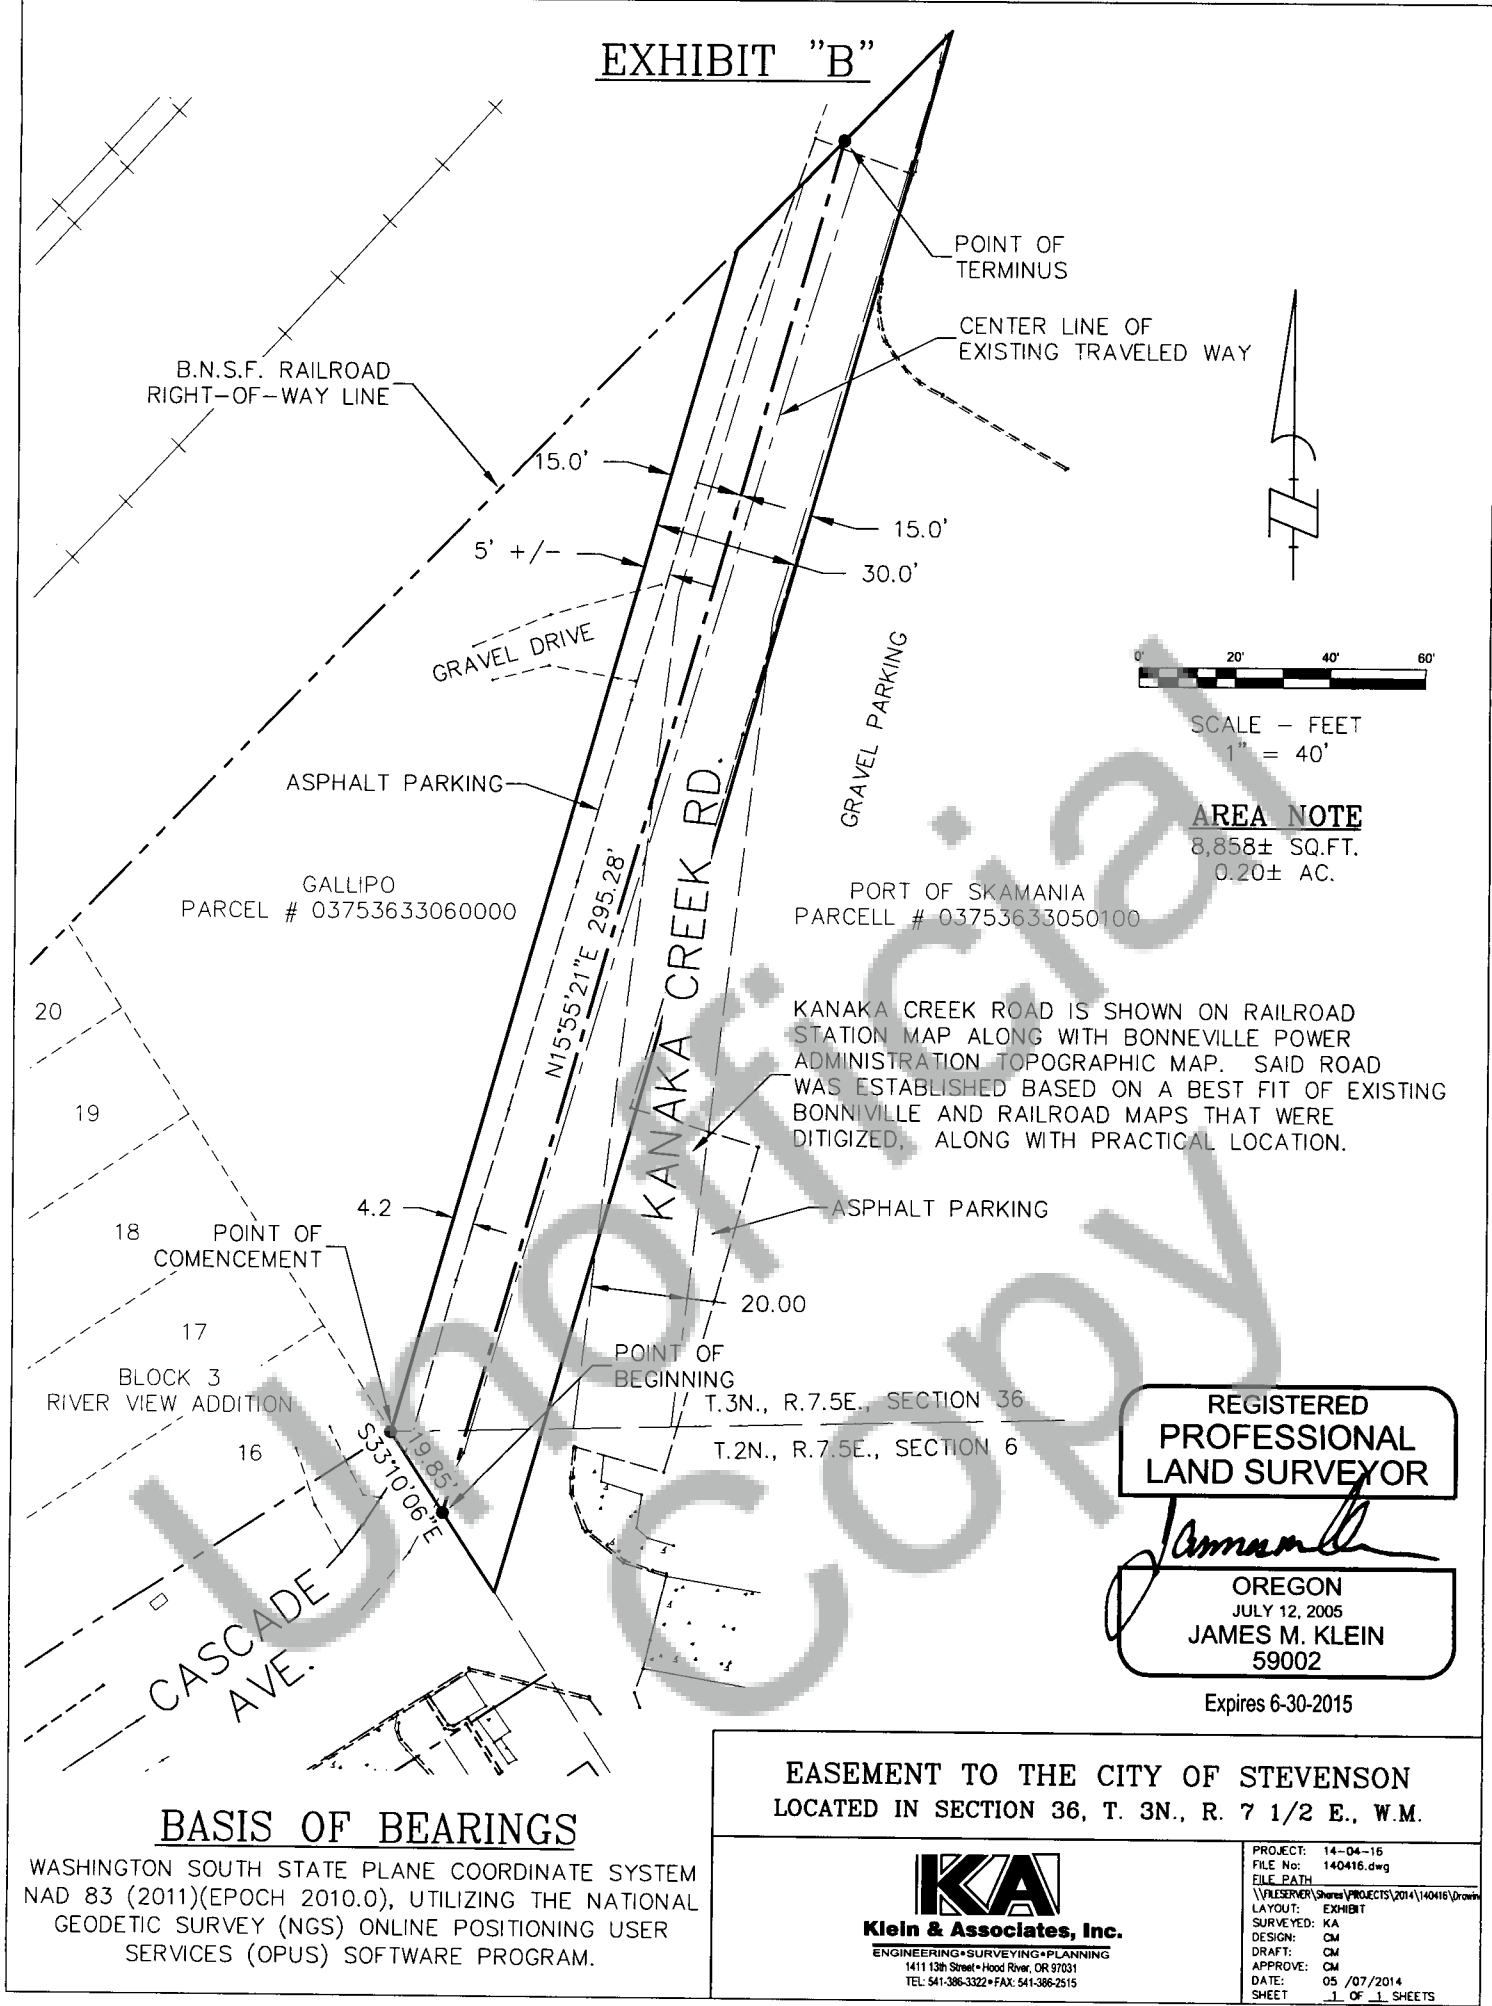 EXHIBIT "B"
POINT OF
TERMINUS
CENTER LINE OF
EXISTING TRAVELED WAY
B.N.S.F. RAILROAD
RIGHT-OF-WAY LINE
15.0'
15.0'
5' +/-
30.0'
GRAVEL DRIVE
GRAVEL PARKING
0' 20' 40' 60'
SCALE - FEET
1" = 40'
ASPHALT PARKING
AREA NOTE
8,858± SQ.FT.
0.20± AC.
GALLIPO
PARCEL # 03753633060000
PORT OF SKAMANIA
PARCELL # 03753633050100
N15°55'21"E 295.28'
KANAKA CREEK RD.
KANAKA CREEK ROAD IS SHOWN ON RAILROAD
STATION MAP ALONG WITH BONNEVILLE POWER
ADMINISTRATION TOPOGRAPHIC MAP. SAID ROAD
WAS ESTABLISHED BASED ON A BEST FIT OF EXISTING
BONNIVILLE AND RAILROAD MAPS THAT WERE
DITIGIZED, ALONG WITH PRACTICAL LOCATION.
20
19
18
4.2
POINT OF
COMENCEMENT
ASPHALT PARKING
20.00
17
BLOCK 3
RIVER VIEW ADDITION
16
POINT OF
BEGINNING
T.3N., R.7.5E., SECTION 36
T.2N., R.7.5E., SECTION 6
19.85'
S33°10'06"E
CASCADE
AVE.
Unofficial
Copy
REGISTERED
PROFESSIONAL
LAND SURVEYOR
OREGON
JULY 12, 2005
JAMES M. KLEIN
59002
Expires 6-30-2015
BASIS OF BEARINGS
WASHINGTON SOUTH STATE PLANE COORDINATE SYSTEM
NAD 83 (2011)(EPOCH 2010.0), UTILIZING THE NATIONAL
GEODETIC SURVEY (NGS) ONLINE POSITIONING USER
SERVICES (OPUS) SOFTWARE PROGRAM.
EASEMENT TO THE CITY OF STEVENSON
LOCATED IN SECTION 36, T. 3N., R. 7 1/2 E., W.M.
KA
Klein & Associates, Inc.
ENGINEERING•SURVEYING•PLANNING
1411 13th Street•Hood River, OR 97031
TEL: 541-386-3322•FAX: 541-386-2515
PROJECT: 14-04-16
FILE No: 140416.dwg
FILE PATH
\\FILESERVER\Shares\PROJECTS\2014\140416\Drawin
LAYOUT: EXHIBIT
SURVEYED: KA
DESIGN: CM
DRAFT: CM
APPROVE: CM
DATE: 05 /07/2014
SHEET 1 OF 1 SHEETS